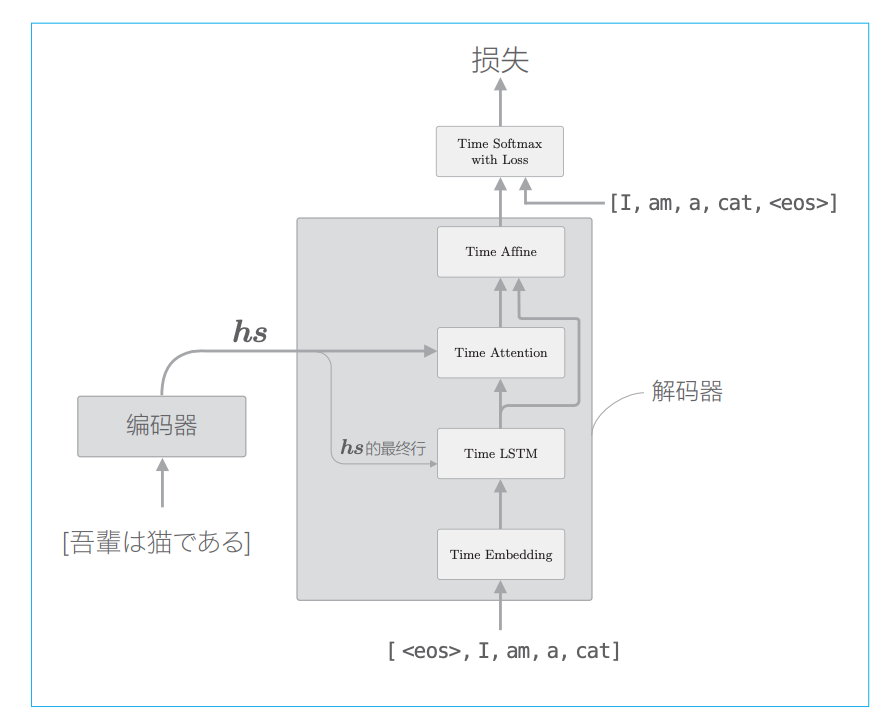 损失
Time Softmax
with Loss
[I, am, a, cat, <eos>]
Time Affine
hs
Time Attention
解码器
编码器
hs的最终行
Time LSTM
[吾輩は猫である]
Time Embedding
[ <eos>, I, am, a, cat]